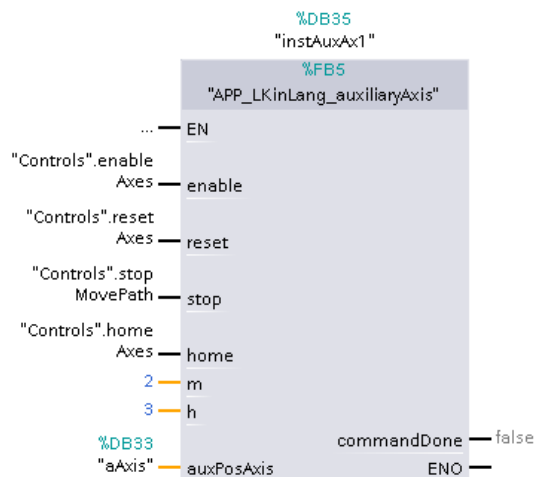 %DB35
"instAuxAx1"
%FB5
"APP_LKinLang_auxiliaryAxis"
... EN
"Controls".enable
Axes enable
"Controls".reset
Axes reset
"Controls".stop
MovePath stop
"Controls".home
Axes home
2 m
3 h
%DB33 commandDone false
"aAxis" auxPosAxis ENO